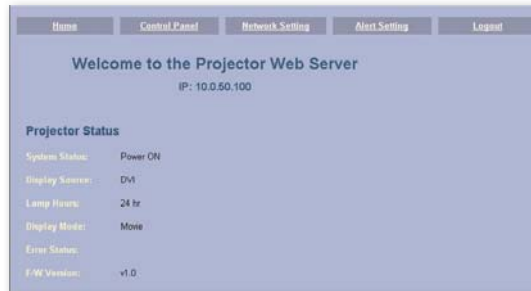 Home Control Panel Network Setting Alert Setting Logout
Welcome to the Projector Web Server
IP: 10.0.50.100
Projector Status
System Status: Power ON
Display Source: DVI
Lamp Hours: 24 hr
Display Mode: Movie
Error Status:
F/W Version: v1.0